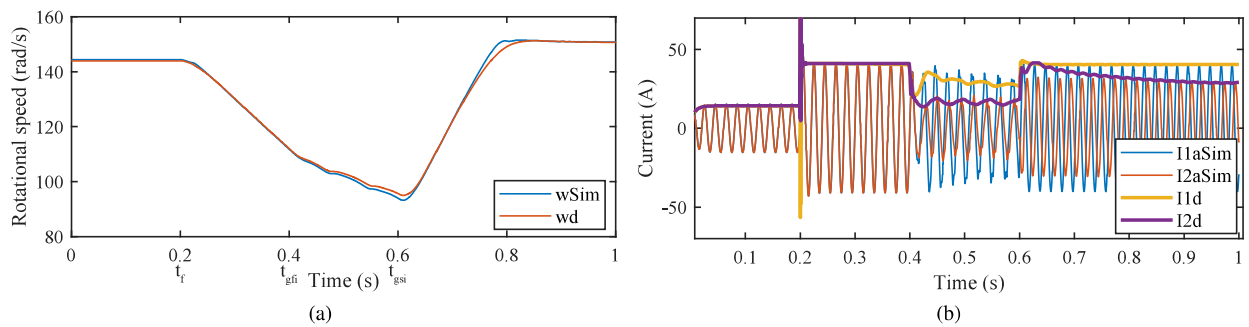 160
140
120
100
80
Rotational speed (rad/s)
wSim
wd
0 0.2 0.4 0.6 0.8 1
t_f t_gfi Time (s) t_gsi
(a)
50
0
-50
Current (A)
I1aSim
I2aSim
I1d
I2d
0.1 0.2 0.3 0.4 0.5 0.6 0.7 0.8 0.9 1
Time (s)
(b)